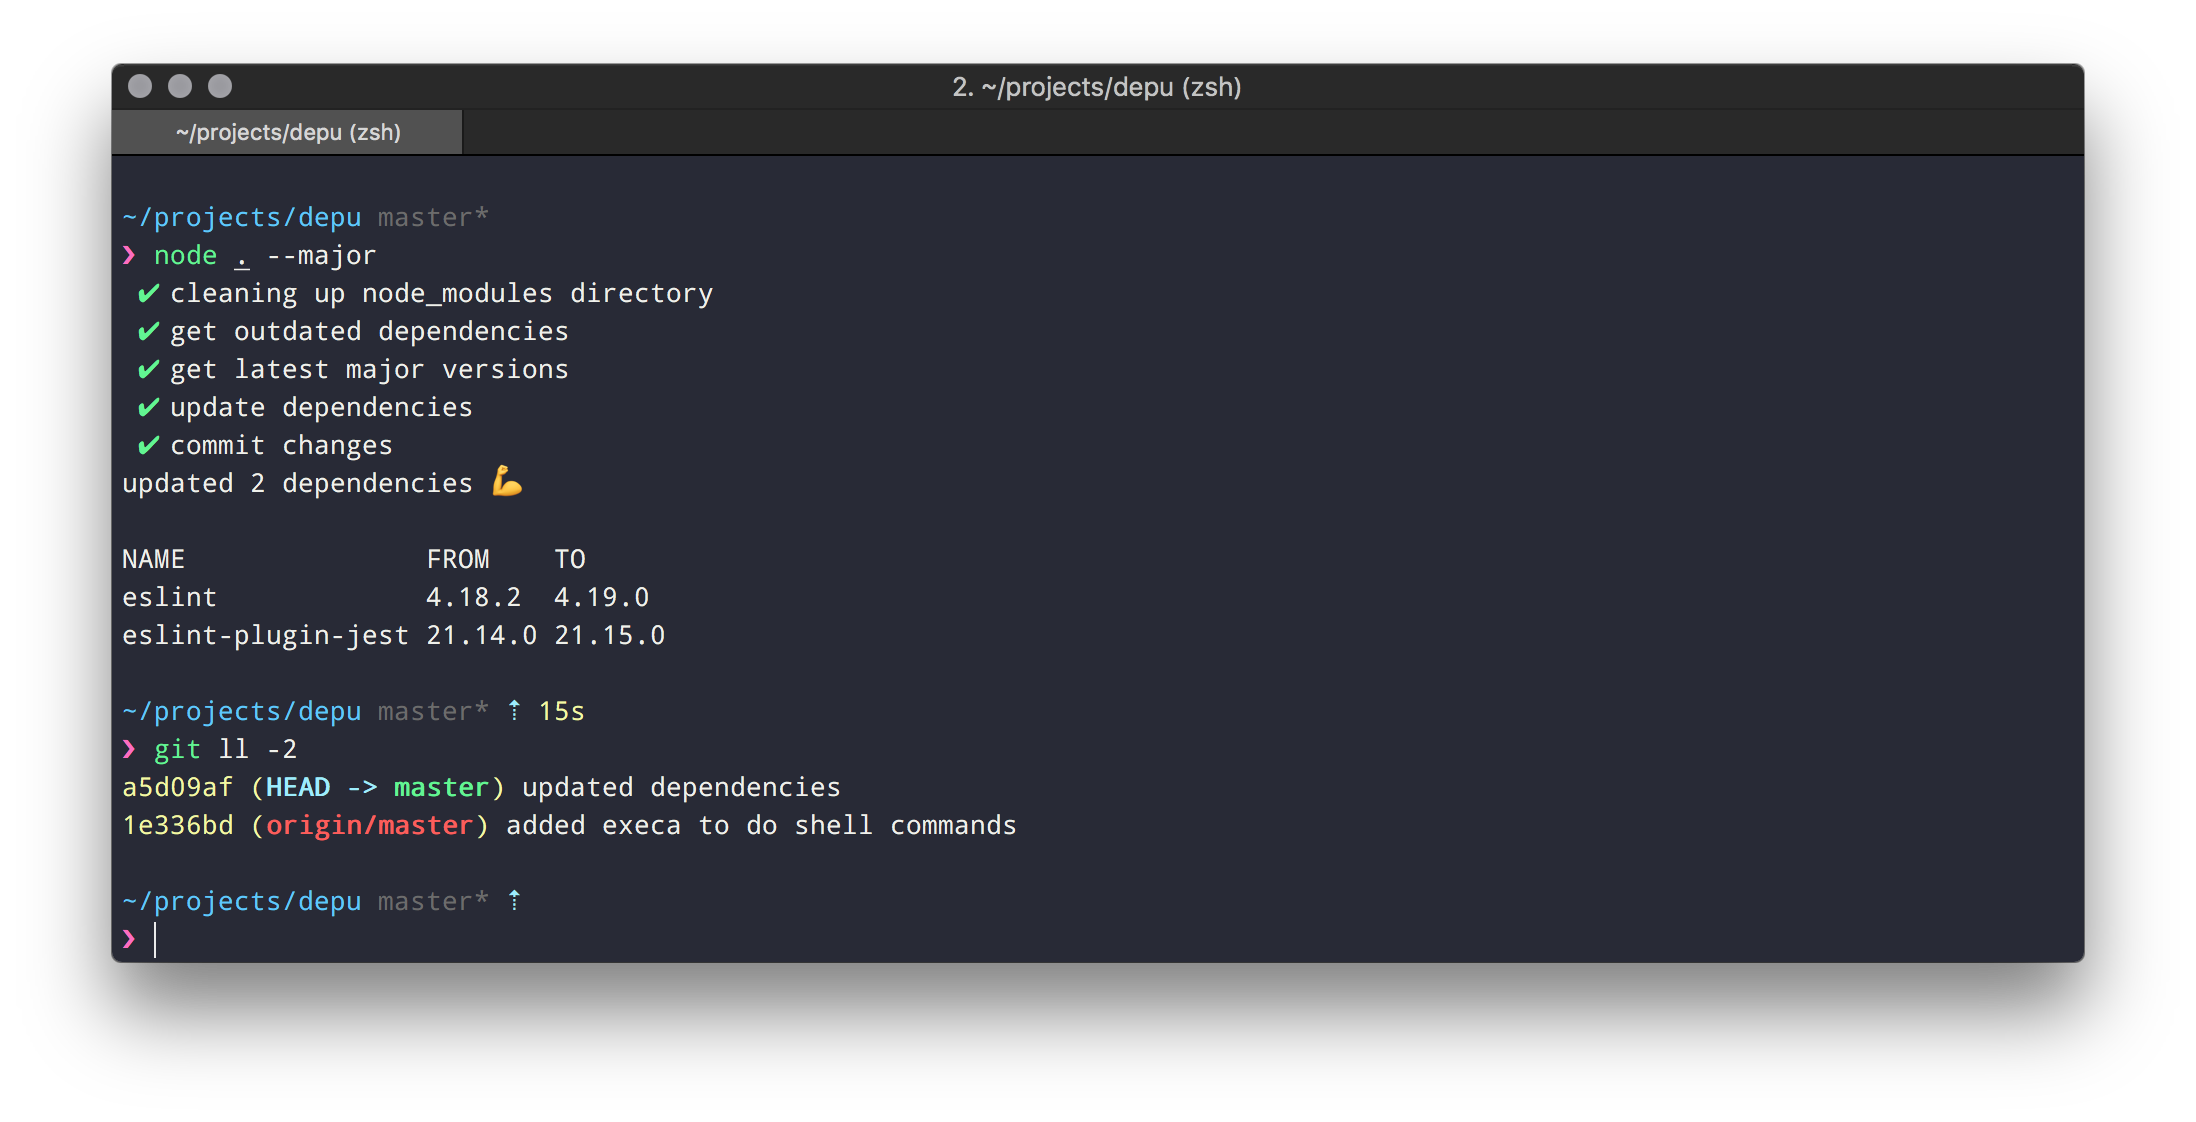 2. ~/projects/depu (zsh)
~/projects/depu (zsh)
~/projects/depu master*
❯ node . --major
✔ cleaning up node_modules directory
✔ get outdated dependencies
✔ get latest major versions
✔ update dependencies
✔ commit changes
updated 2 dependencies 💪
NAME FROM TO
eslint 4.18.2 4.19.0
eslint-plugin-jest 21.14.0 21.15.0
~/projects/depu master* ⇡ 15s
❯ git ll -2
a5d09af (HEAD -> master) updated dependencies
1e336bd (origin/master) added execa to do shell commands
~/projects/depu master* ⇡
❯